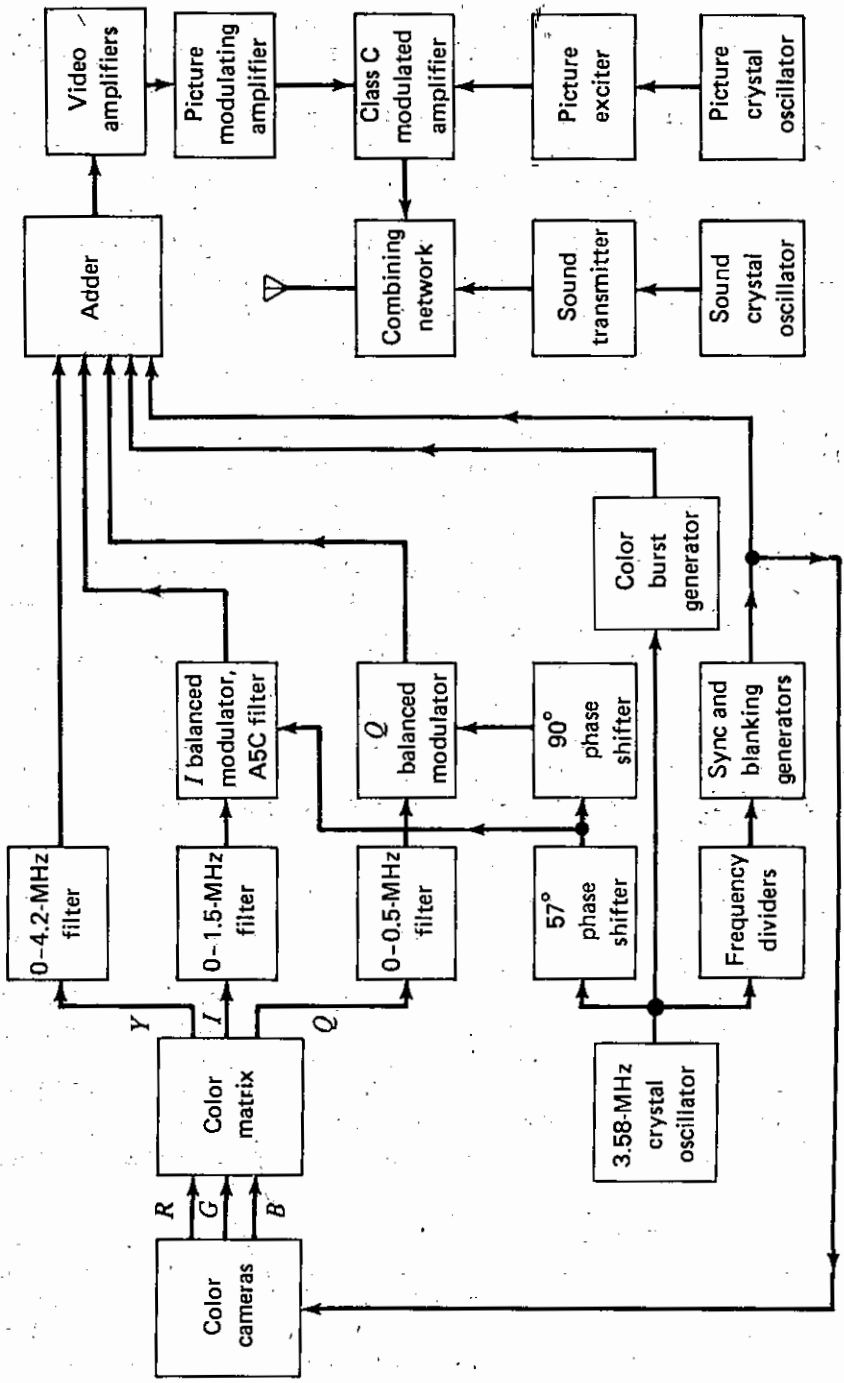 Color
cameras
R
G
B
Color
matrix
Y
I
Q
0–4.2-MHz
filter
0–1.5-MHz
filter
0–0.5-MHz
filter
I balanced
modulator,
A5C filter
Q
balanced
modulator
57°
phase
shifter
90°
phase
shifter
3.58-MHz
crystal
oscillator
Frequency
dividers
Sync and
blanking
generators
Color
burst
generator
Adder
Video
amplifiers
Picture
modulating
amplifier
Class C
modulated
amplifier
Picture
exciter
Picture
crystal
oscillator
Combining
network
Sound
transmitter
Sound
crystal
oscillator